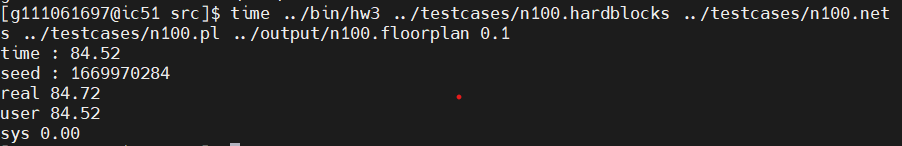 [g111061697@ic51 src]$ time ../bin/hw3 ../testcases/n100.hardblocks ../testcases/n100.net
s ../testcases/n100.pl ../output/n100.floorplan 0.1
time : 84.52
seed : 1669970284
real 84.72
user 84.52
sys 0.00